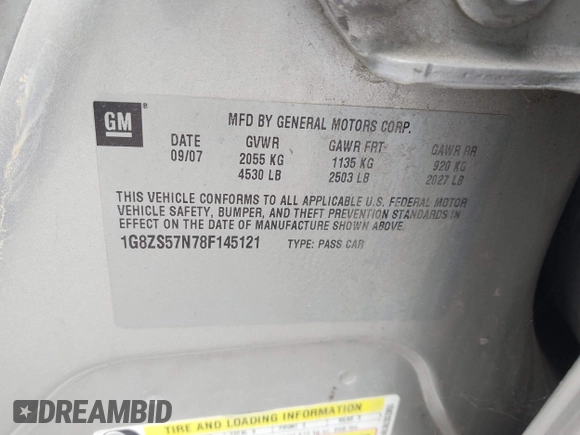 GM
MFD BY GENERAL MOTORS CORP.
DATE GVWR GAWR FRT GAWR RR
09/07 2055 KG 1135 KG 920 KG
4530 LB 2503 LB 2027 LB
THIS VEHICLE CONFORMS TO ALL APPLICABLE U.S. FEDERAL MOTOR
VEHICLE SAFETY, BUMPER, AND THEFT PREVENTION STANDARDS IN
EFFECT ON THE DATE OF MANUFACTURE SHOWN ABOVE.
1G8ZS57N78F145121 TYPE: PASS CAR
TIRE AND LOADING INFORMATION
DREAMBID